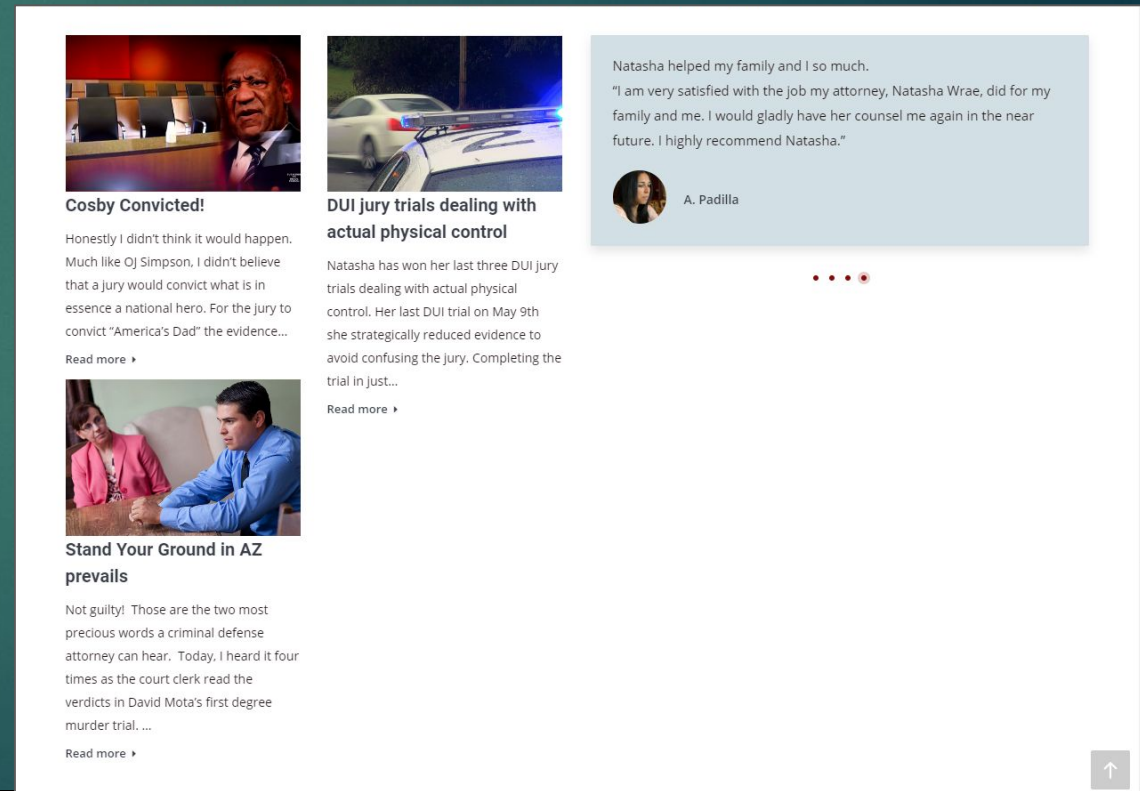 Cosby Convicted!
Honestly I didn’t think it would happen.
Much like OJ Simpson, I didn’t believe
that a jury would convict what is in
essence a national hero. For the jury to
convict “America’s Dad” the evidence…
Read more
Stand Your Ground in AZ
prevails
Not guilty!  Those are the two most
precious words a criminal defense
attorney can hear.  Today, I heard it four
times as the court clerk read the
verdicts in David Mota’s first degree
murder trial. …
Read more
2
DUI jury trials dealing with
actual physical control
Natasha has won her last three DUI jury
trials dealing with actual physical
control. Her last DUI trial on May 9th
she strategically reduced evidence to
avoid confusing the jury. Completing the
trial in just…
Read more
Natasha helped my family and I so much.
“I am very satisfied with the job my attorney, Natasha Wrae, did for my
family and me. I would gladly have her counsel me again in the near
future. I highly recommend Natasha.”
A. Padilla